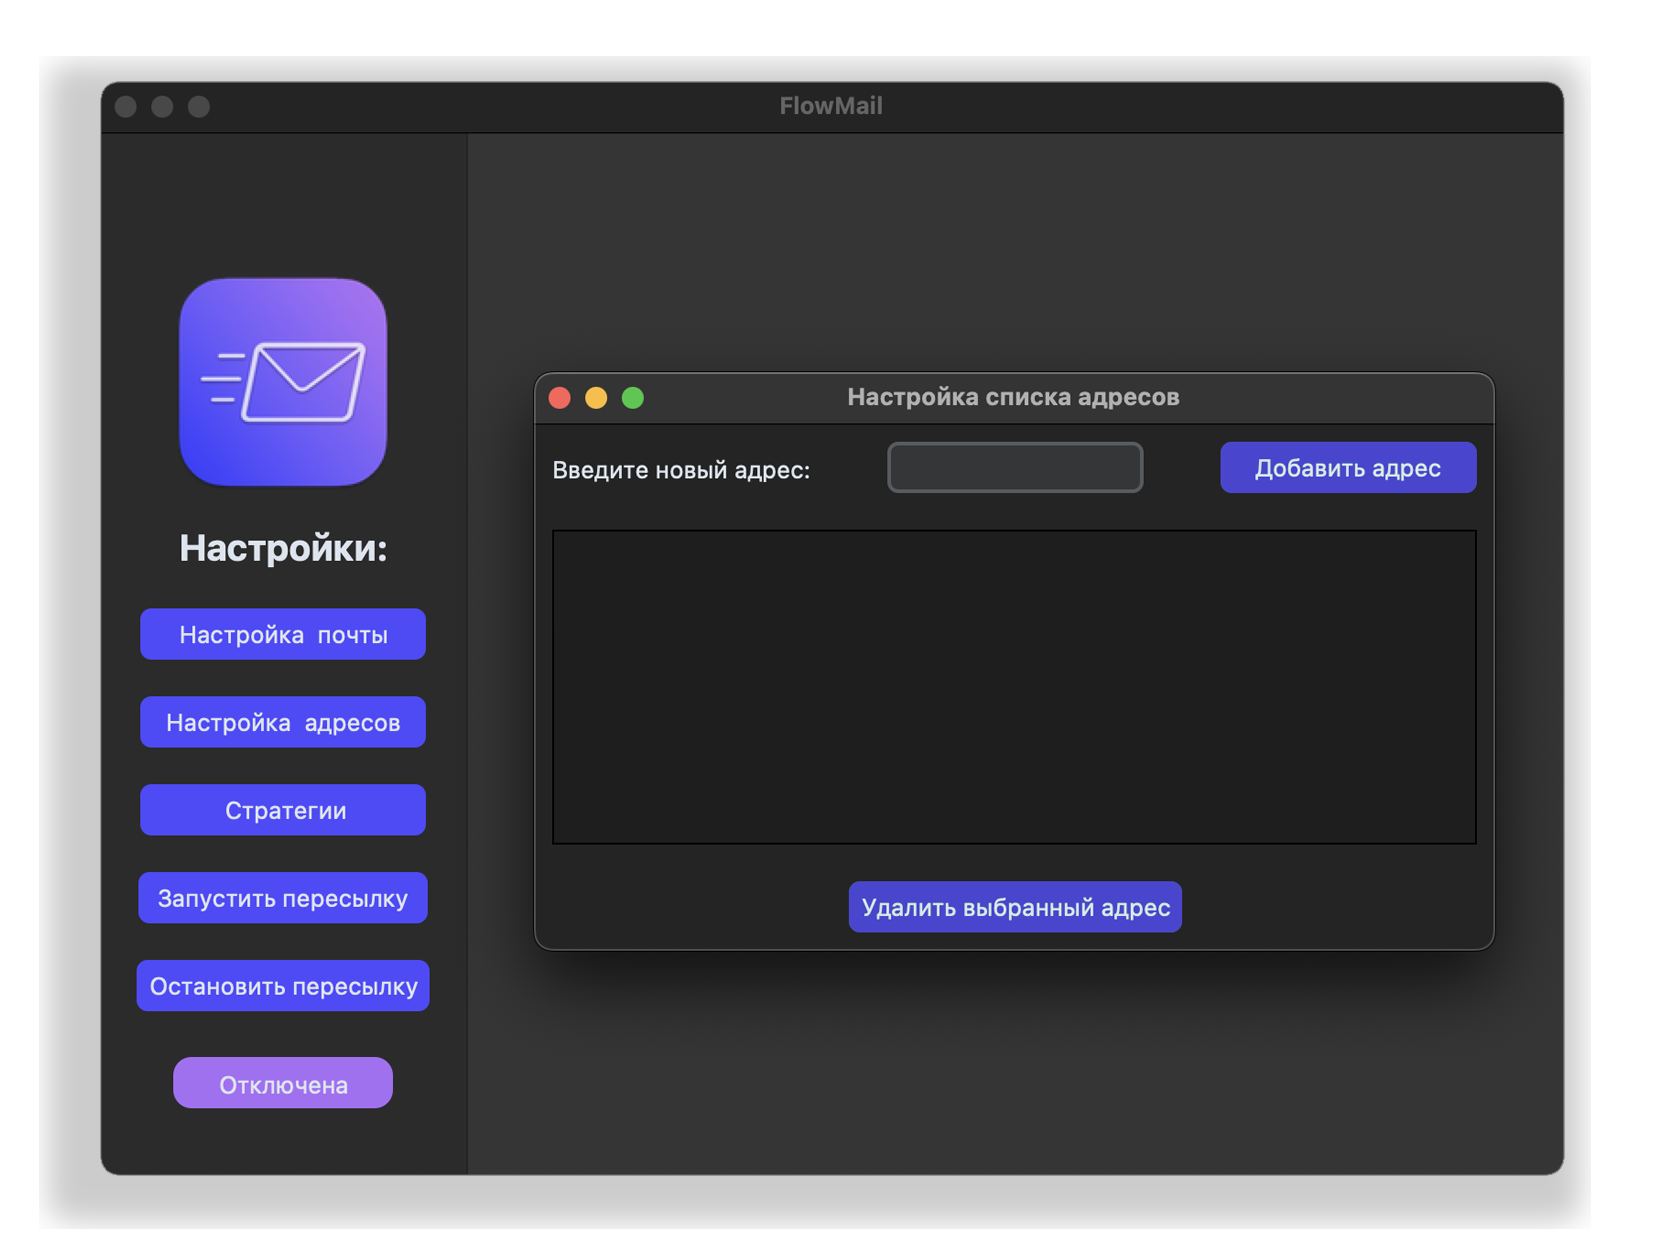 FlowMail
Настройки:
Настройка почты
Настройка адресов
Стратегии
Запустить пересылку
Остановить пересылку
Отключена
Настройка списка адресов
Введите новый адрес:
Добавить адрес
Удалить выбранный адрес